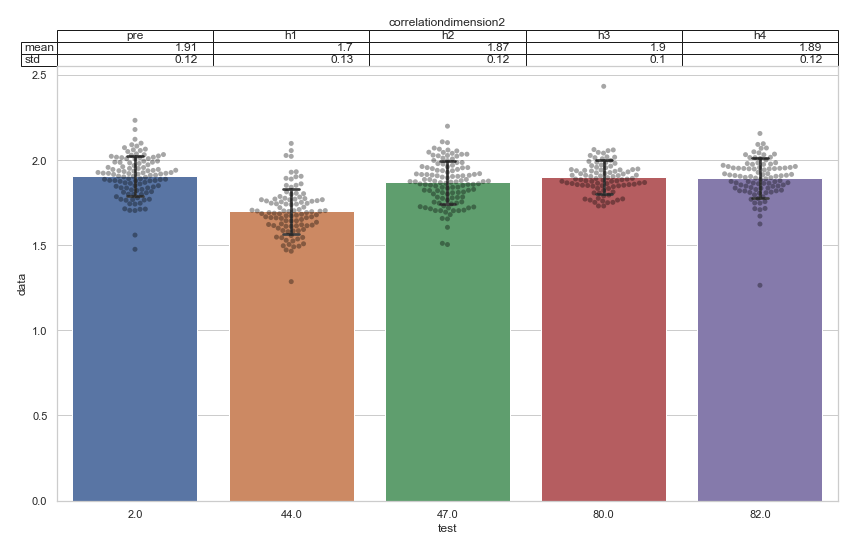 correlationdimension2
pre h1 h2 h3 h4
mean 1.91 1.7 1.87 1.9 1.89
std 0.12 0.13 0.12 0.1 0.12
2.5
2.0
1.5
1.0
0.5
0.0
data
2.0 44.0 47.0 80.0 82.0
test